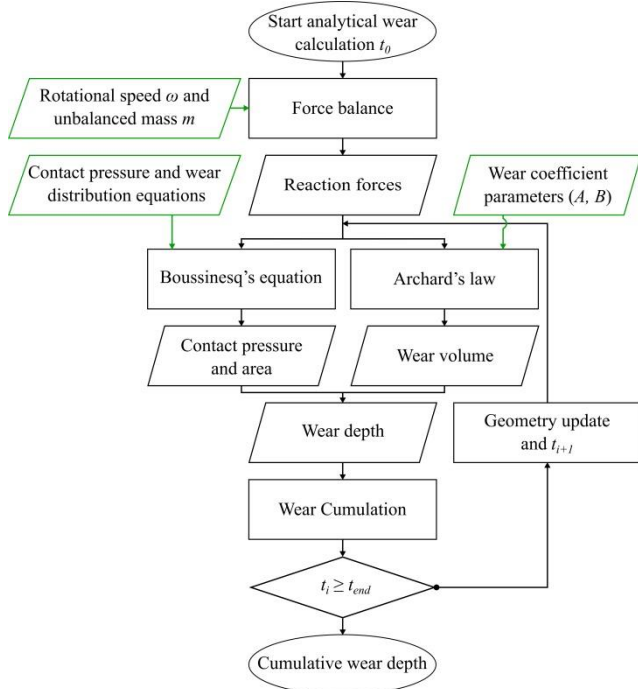 Start analytical wear
calculation t₀
Rotational speed ω and
unbalanced mass m
Force balance
Contact pressure and wear
distribution equations
Reaction forces
Wear coefficient
parameters (A, B)
Boussinesq's equation
Archard's law
Contact pressure
and area
Wear volume
Wear depth
Geometry update
and tᵢ₊₁
Wear Cumulation
tᵢ ≥ t_end
Cumulative wear depth